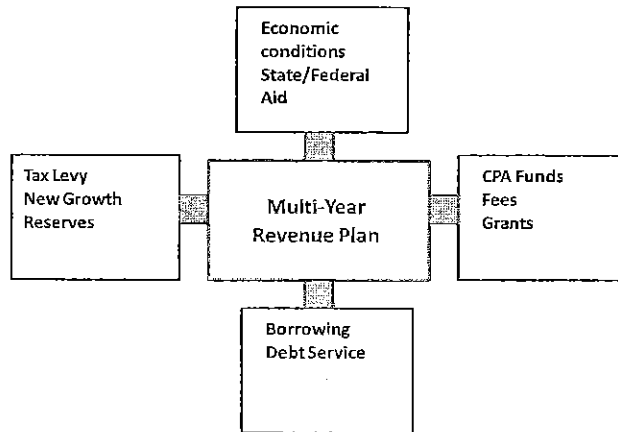 Economic
conditions
State/Federal
Aid
Tax Levy
New Growth
Reserves
Multi-Year
Revenue Plan
CPA Funds
Fees
Grants
Borrowing
Debt Service